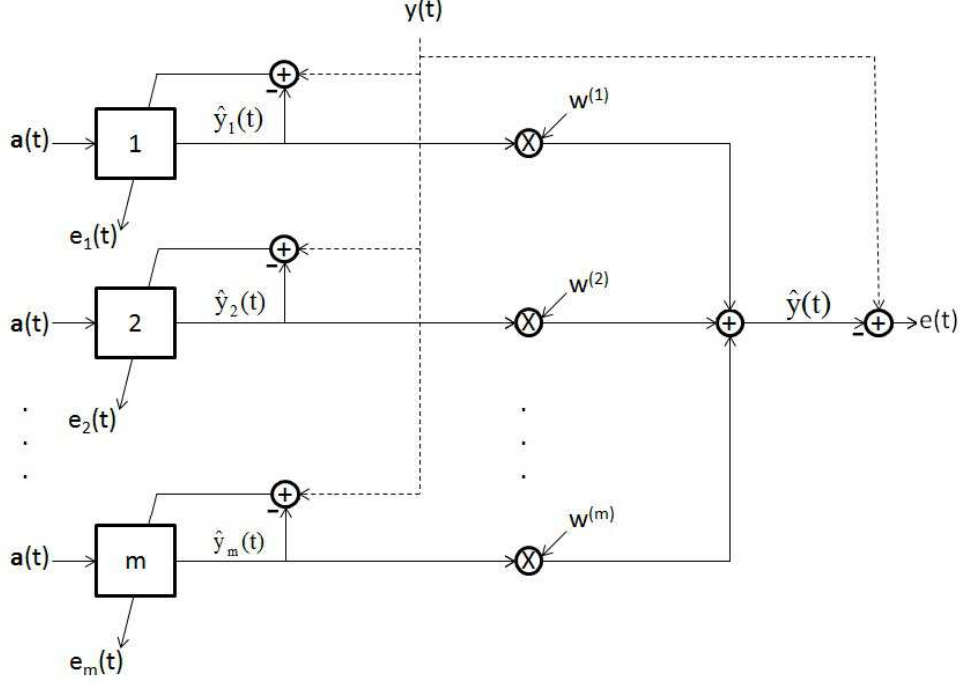 y(t)
+
-
w⁽¹⁾
a(t) 1 ŷ₁(t) X
e₁(t)
+
-
w⁽²⁾
a(t) 2 ŷ₂(t) X + ŷ(t) - + e(t)
e₂(t)
. .
. .
. .
+
-
w⁽ᵐ⁾
a(t) m ŷₘ(t) X
eₘ(t)